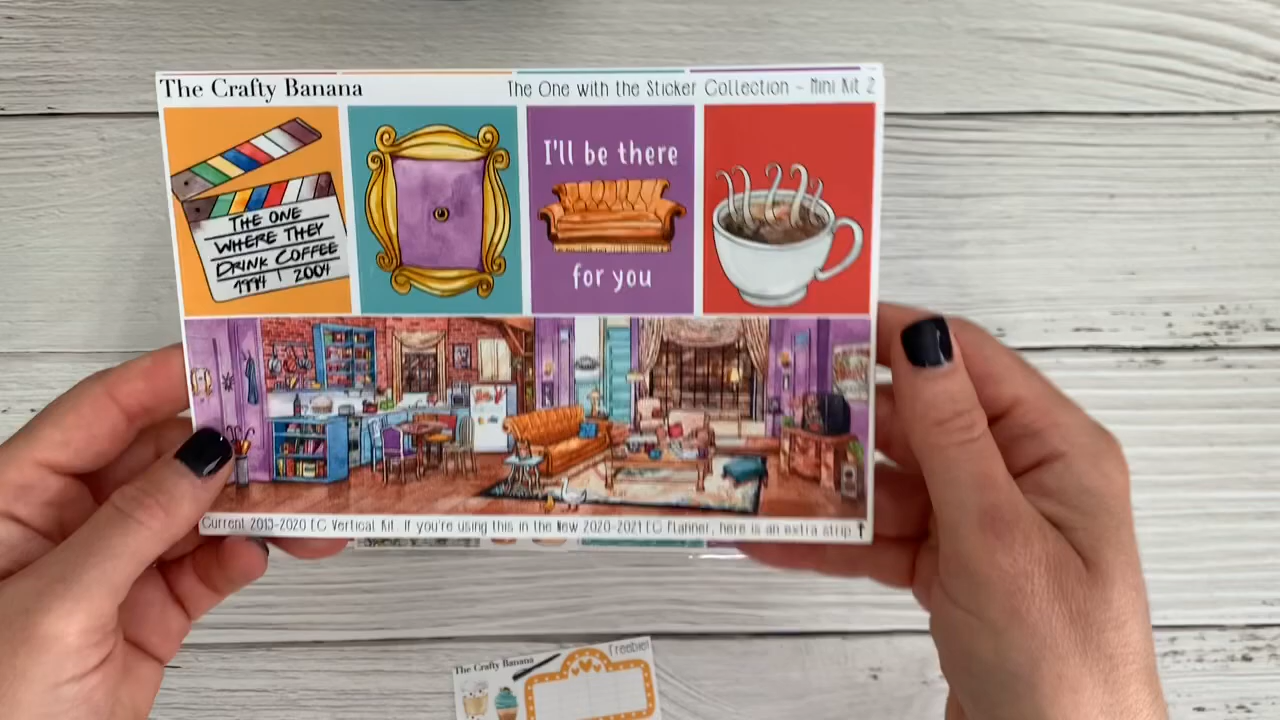 The Crafty Banana
The One with the Sticker Collection - Mini Kit 2
THE ONE
WHERE THEY
DRINK COFFEE
1994 | 2004
I'll be there
for you
Current 2019-2020 EC Vertical Kit. If you're using this in the New 2020-2021 EC Planner, here is an extra strip ↑
The Crafty Banana
Freebie!